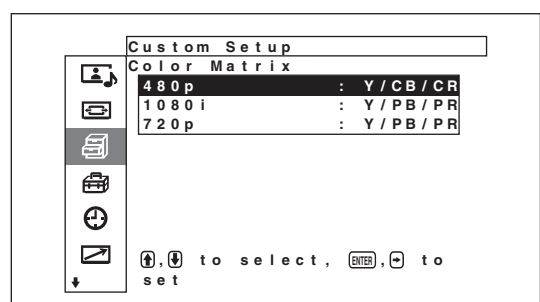 Custom Setup
Color Matrix
480p : Y/CB/CR
1080i : Y/PB/PR
720p : Y/PB/PR
↑,↓ to select, ENTER,→ to
set